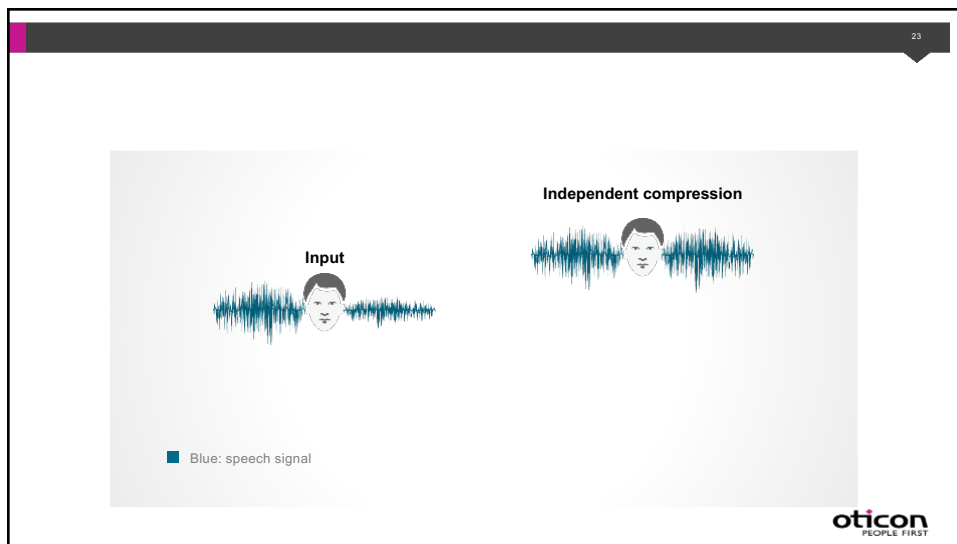 23
Independent compression
Input
Blue: speech signal
oticon
PEOPLE FIRST